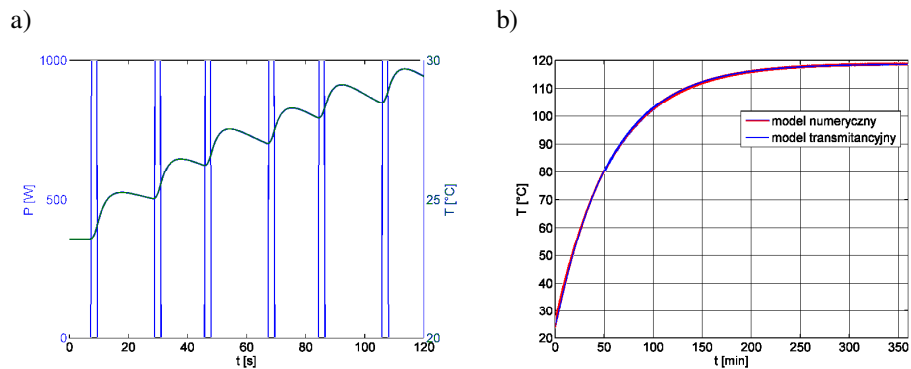 a)
1000
500
0
P [W]
30
25
20
T [°C]
0 20 40 60 80 100 120
t [s]
b)
120
110
100
90
80
70
60
50
40
30
20
T [°C]
model numeryczny
model transmitancyjny
0 50 100 150 200 250 300 350
t [min]